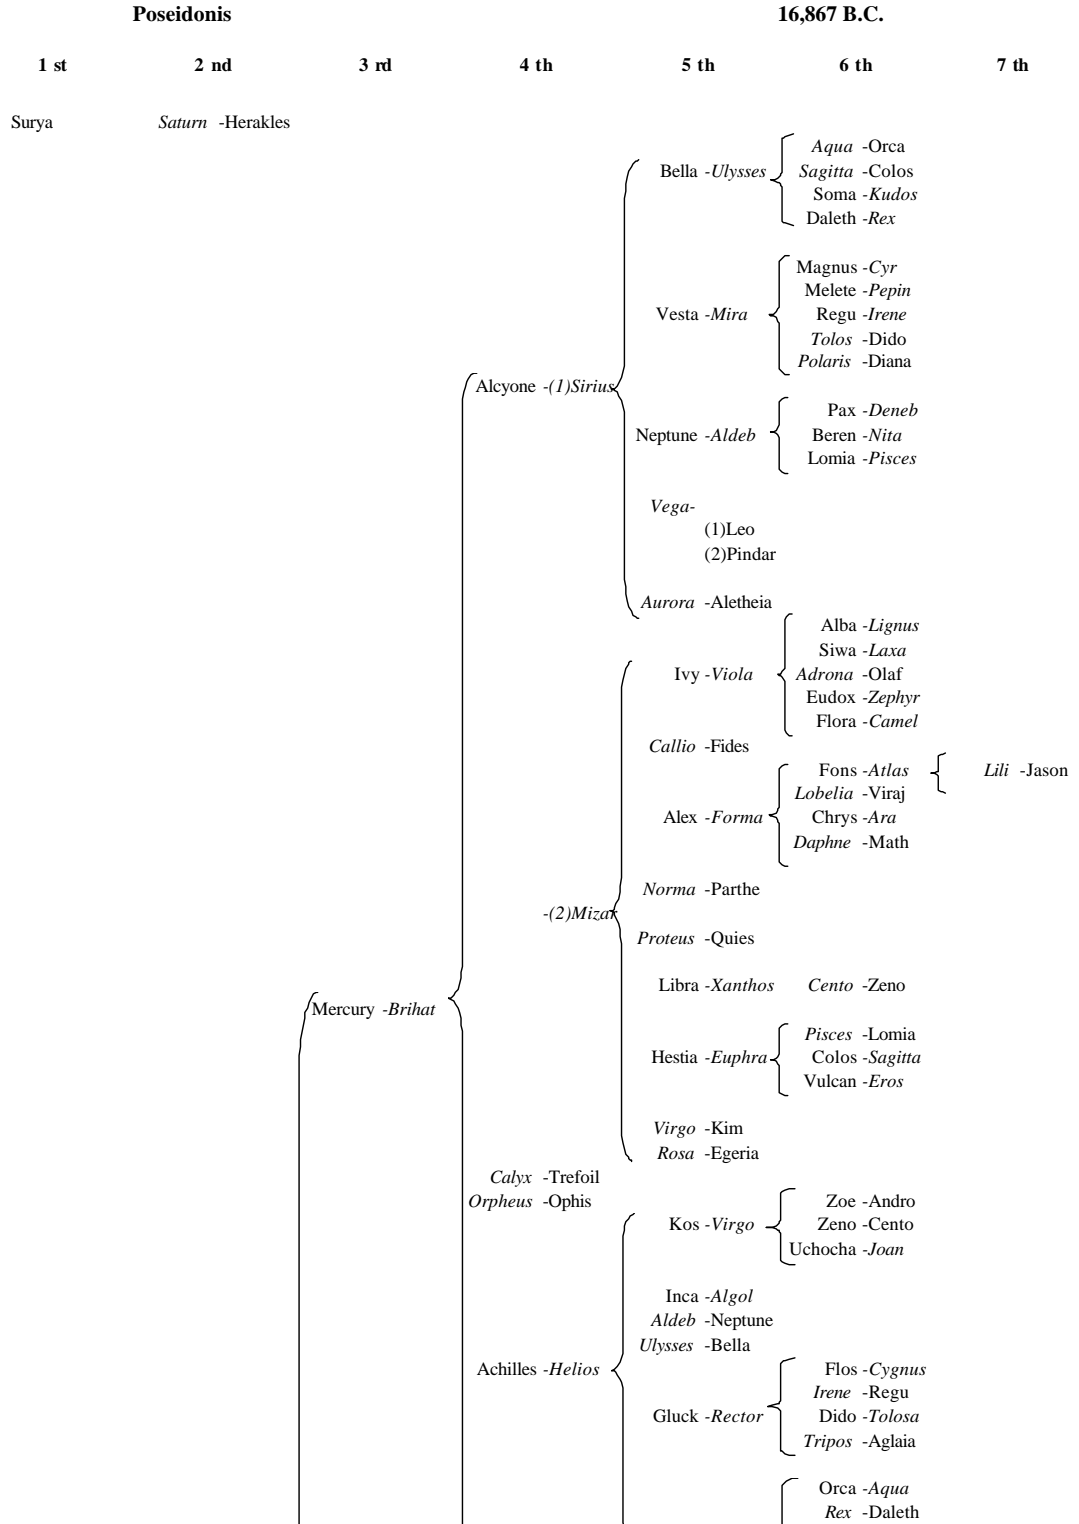 Poseidonis 16,867 B.C.
1 st 2 nd 3 rd 4 th 5 th 6 th 7 th
Surya Saturn -Herakles
Aqua -Orca
Bella -Ulysses Sagitta -Colos
Soma -Kudos
Daleth -Rex
Magnus -Cyr
Melete -Pepin
Vesta -Mira Regu -Irene
Tolos -Dido
Polaris -Diana
Alcyone -(1)Sirius
Pax -Deneb
Neptune -Aldeb Beren -Nita
Lomia -Pisces
Vega-
(1)Leo
(2)Pindar
Aurora -Aletheia
Alba -Lignus
Siwa -Laxa
Ivy -Viola Adrona -Olaf
Eudox -Zephyr
Flora -Camel
Callio -Fides
Fons -Atlas Lili -Jason
Lobelia -Viraj
Alex -Forma Chrys -Ara
Daphne -Math
Norma -Parthe
-(2)Mizar
Proteus -Quies
Libra -Xanthos Cento -Zeno
Mercury -Brihat
Pisces -Lomia
Hestia -Euphra Colos -Sagitta
Vulcan -Eros
Virgo -Kim
Rosa -Egeria
Calyx -Trefoil
Orpheus -Ophis
Zoe -Andro
Kos -Virgo Zeno -Cento
Uchocha -Joan
Inca -Algol
Aldeb -Neptune
Ulysses -Bella
Achilles -Helios Flos -Cygnus
Irene -Regu
Gluck -Rector Dido -Tolosa
Tripos -Aglaia
Orca -Aqua
Rex -Daleth